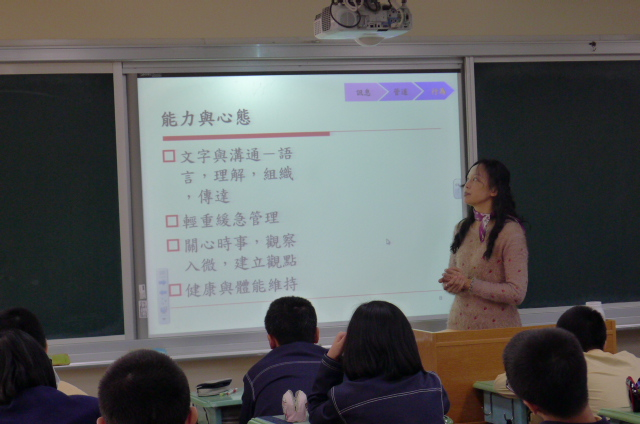 能力與心態
文字與溝通－語
言，理解，組織
，傳達
輕重緩急管理
關心時事，觀察
入微，建立觀點
健康與體能維持